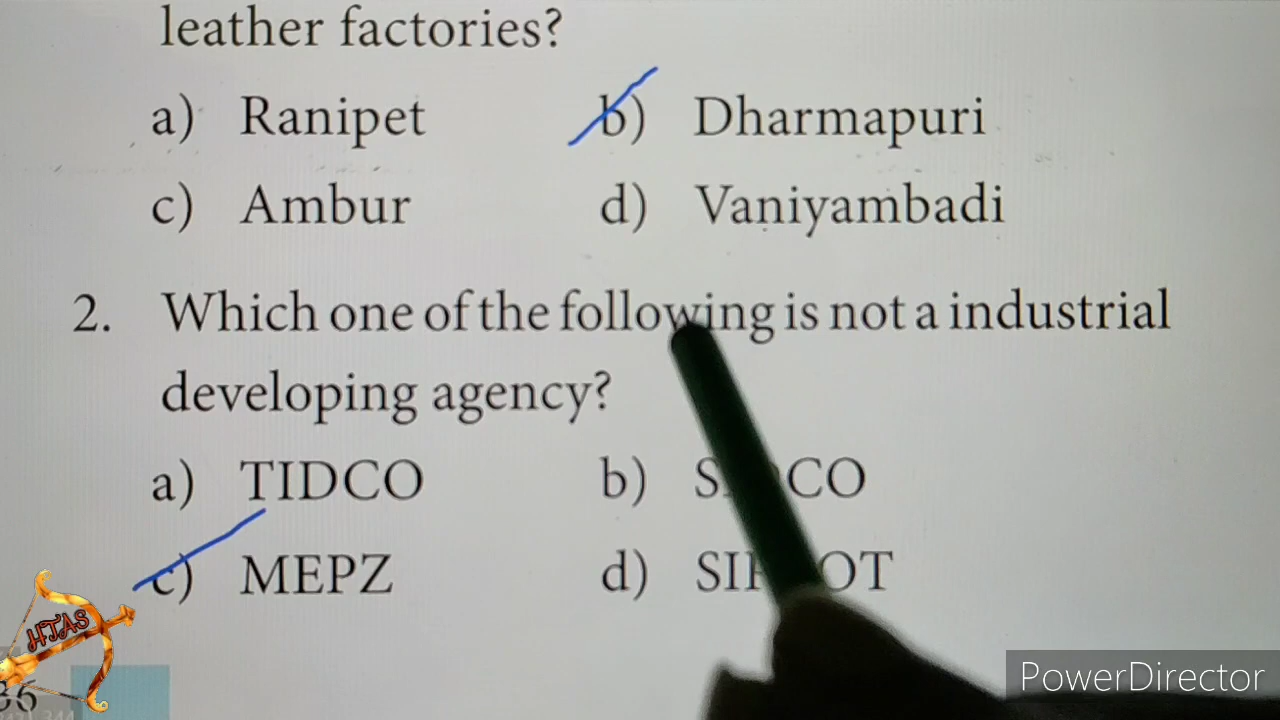 leather factories?
a) Ranipet b) Dharmapuri
c) Ambur d) Vaniyambadi
2. Which one of the following is not a industrial
developing agency?
a) TIDCO b)
c) MEPZ d)
HTAS
PowerDirector